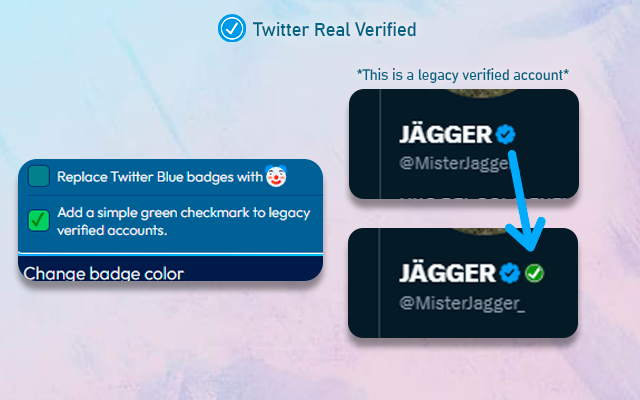 Twitter Real Verified
*This is a legacy verified account*
JÄGGER
@MisterJagge
Replace Twitter Blue badges with 🤡
Add a simple green checkmark to legacy
verified accounts.
Change badge color
JÄGGER
@MisterJagger_